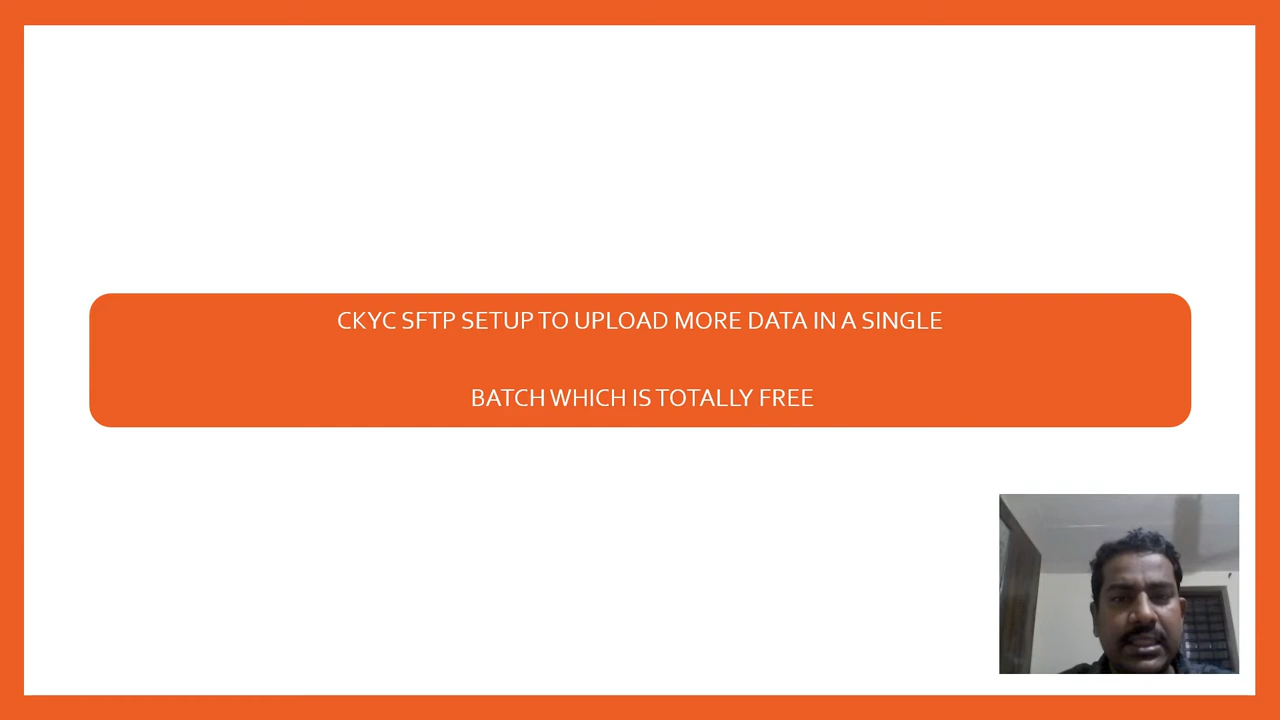 CKYC SFTP SETUP TO UPLOAD MORE DATA IN A SINGLE
BATCH WHICH IS TOTALLY FREE